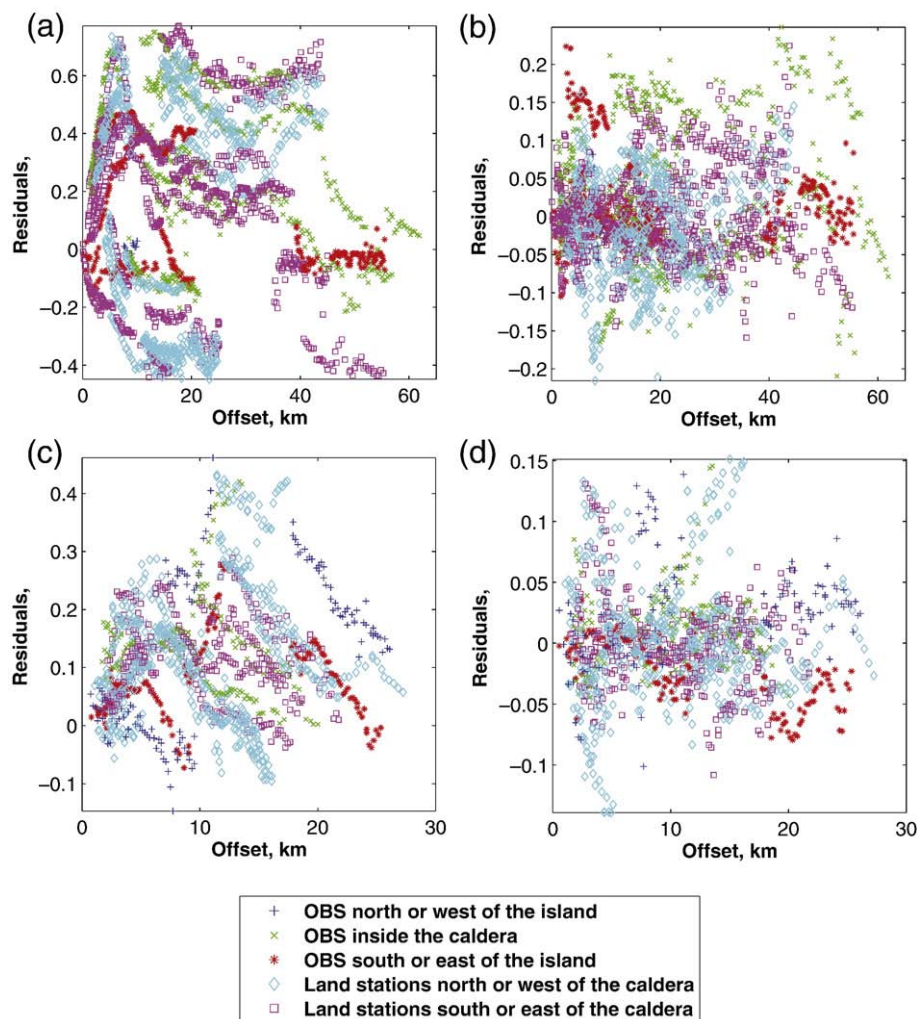 (a)
0.6
0.4
0.2
0
−0.2
−0.4
Residuals,
0 20 40 60
Offset, km
(b)
0.2
0.15
0.1
0.05
0
−0.05
−0.1
−0.15
−0.2
Residuals,
0 20 40 60
Offset, km
(c)
0.4
0.3
0.2
0.1
0
−0.1
Residuals,
0 10 20 30
Offset, km
(d)
0.15
0.1
0.05
0
−0.05
−0.1
Residuals,
0 10 20 30
Offset, km
OBS north or west of the island
OBS inside the caldera
OBS south or east of the island
Land stations north or west of the caldera
Land stations south or east of the caldera